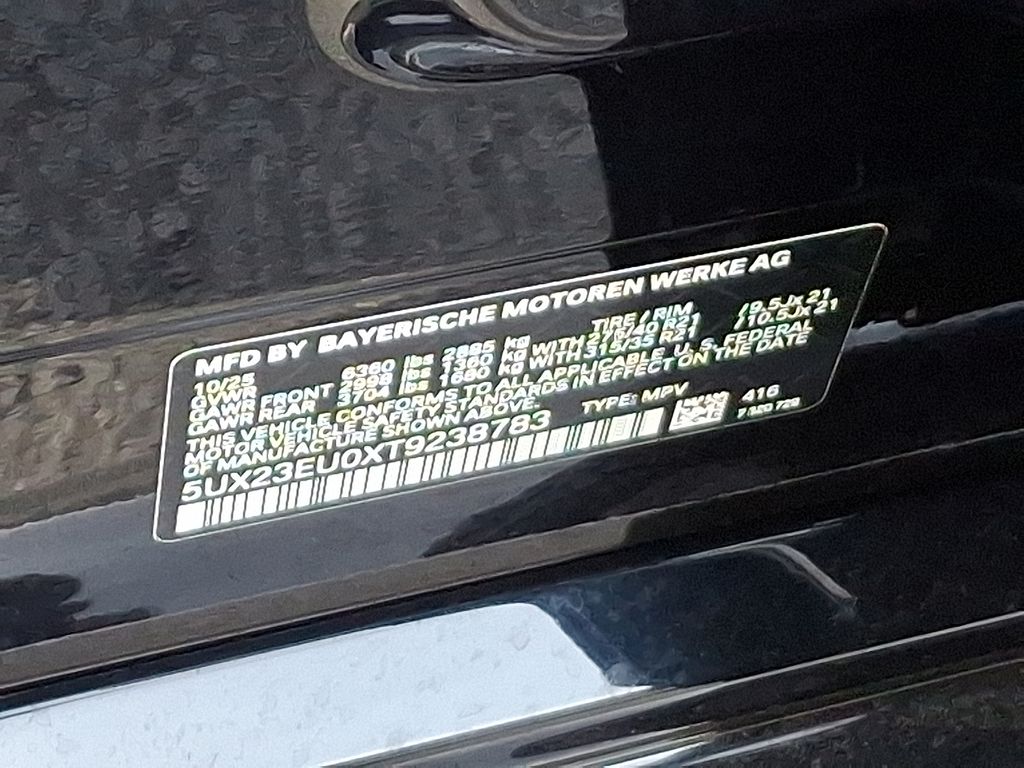 MFD BY BAYERISCHE MOTOREN WERKE AG
10/25 TIRE / RIM
GVWR 6360 lbs 2885 kg
GAWR FRONT 2998 lbs 1360 kg WITH 275/40 R21 /9.5Jx21
GAWR REAR 3704 lbs 1680 kg WITH 315/35 R21 /10.5Jx21
THIS VEHICLE CONFORMS TO ALL APPLICABLE U.S. FEDERAL
MOTOR VEHICLE SAFETY STANDARDS IN EFFECT ON THE DATE
OF MANUFACTURE SHOWN ABOVE.
5UX23EU0XT9238783 TYPE: MPV 416